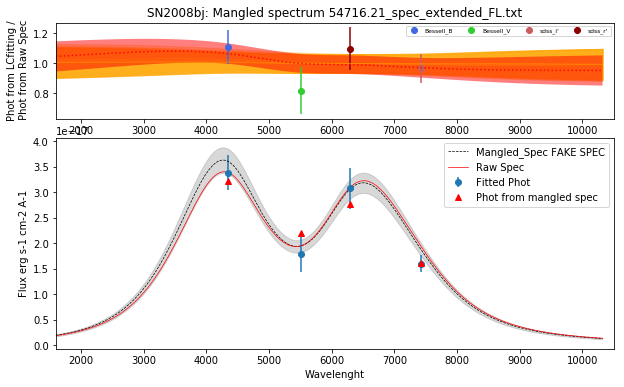 SN2008bj: Mangled spectrum 54716.21_spec_extended_FL.txt
Phot from LCfitting /
Phot from Raw Spec
1.2
1.0
0.8
Bessell_B
Bessell_V
sdss_i'
sdss_r'
2000
3000
4000
5000
6000
7000
8000
9000
10000
1e−17
Flux erg s-1 cm-2 A-1
4.0
3.5
3.0
2.5
2.0
1.5
1.0
0.5
0.0
Mangled_Spec FAKE SPEC
Raw Spec
Fitted Phot
Phot from mangled spec
2000
3000
4000
5000
6000
7000
8000
9000
10000
Wavelenght